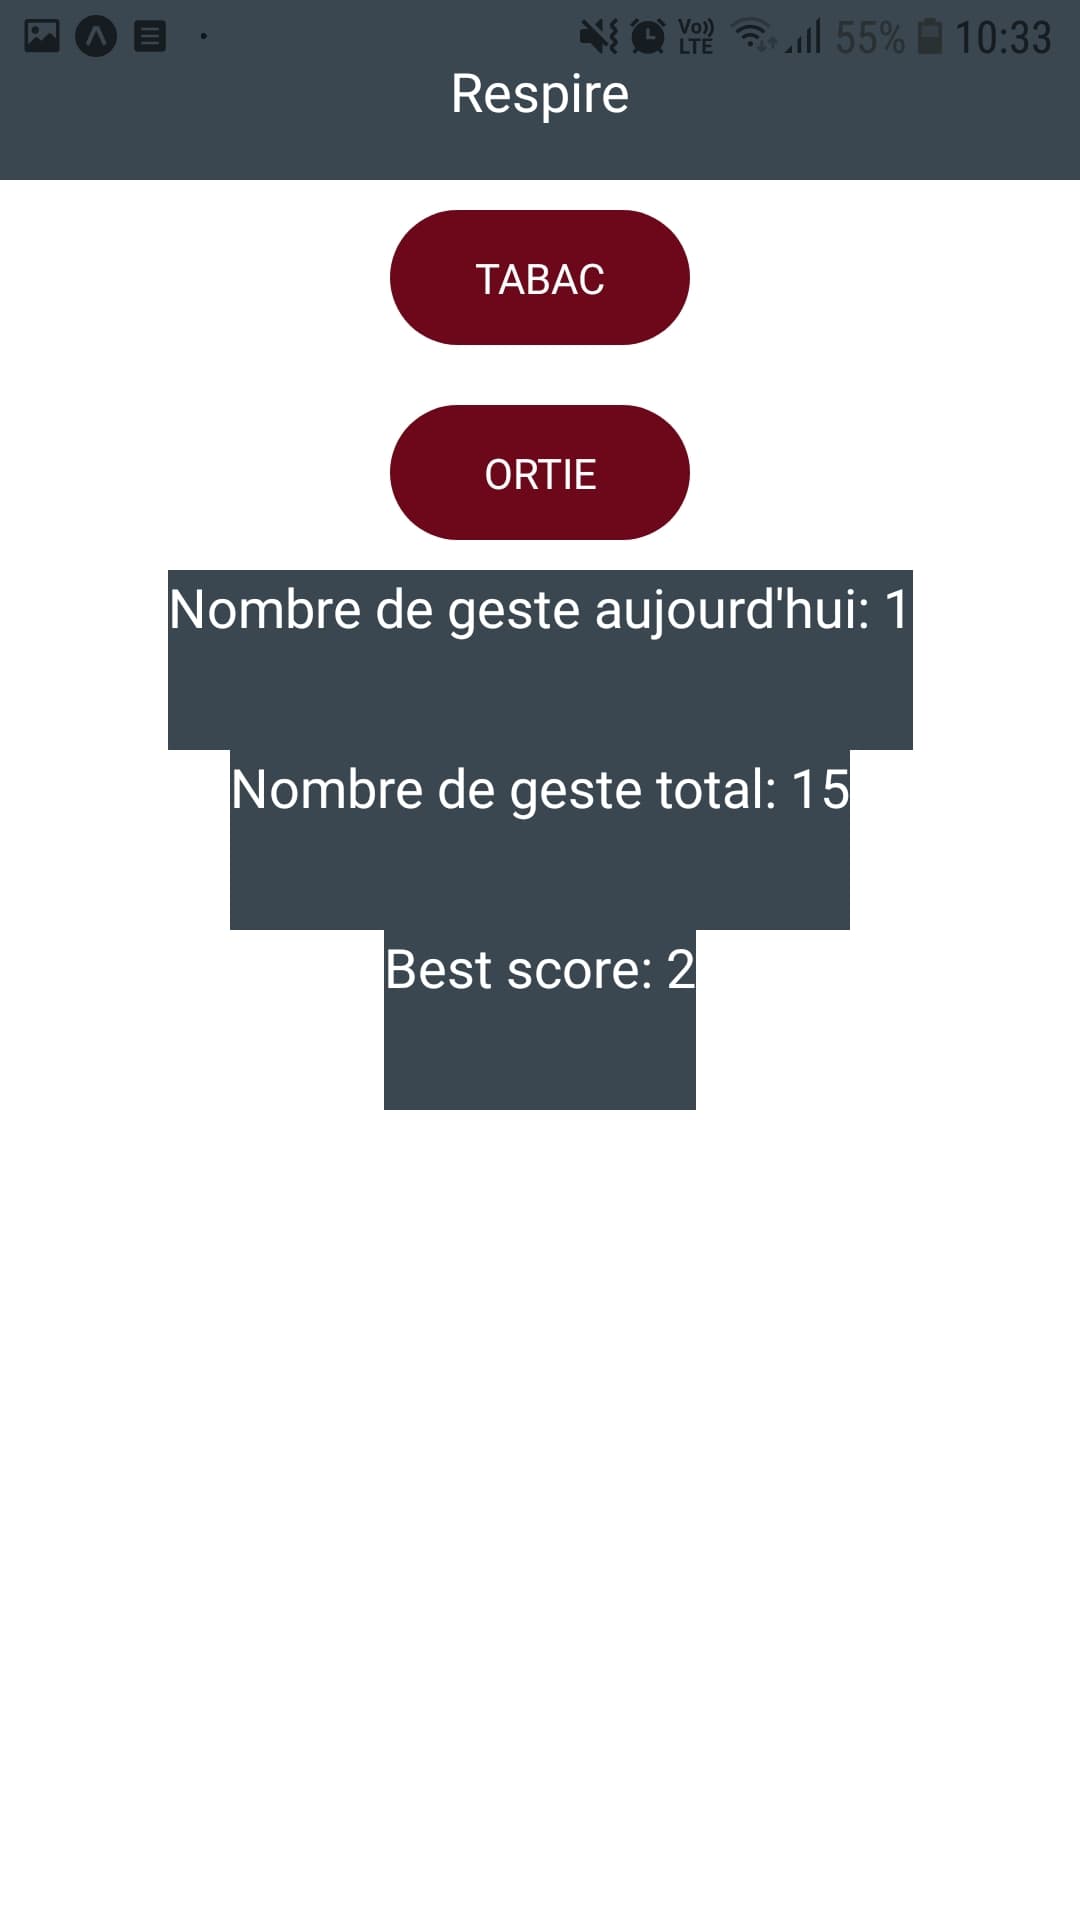 Vo)) LTE 55% 10:33
Respire
TABAC
ORTIE
Nombre de geste aujourd'hui: 1
Nombre de geste total: 15
Best score: 2